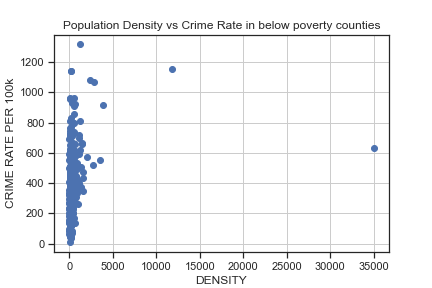 Population Density vs Crime Rate in below poverty counties
CRIME RATE PER 100k
1200
1000
800
600
400
200
0
0 5000 10000 15000 20000 25000 30000 35000
DENSITY